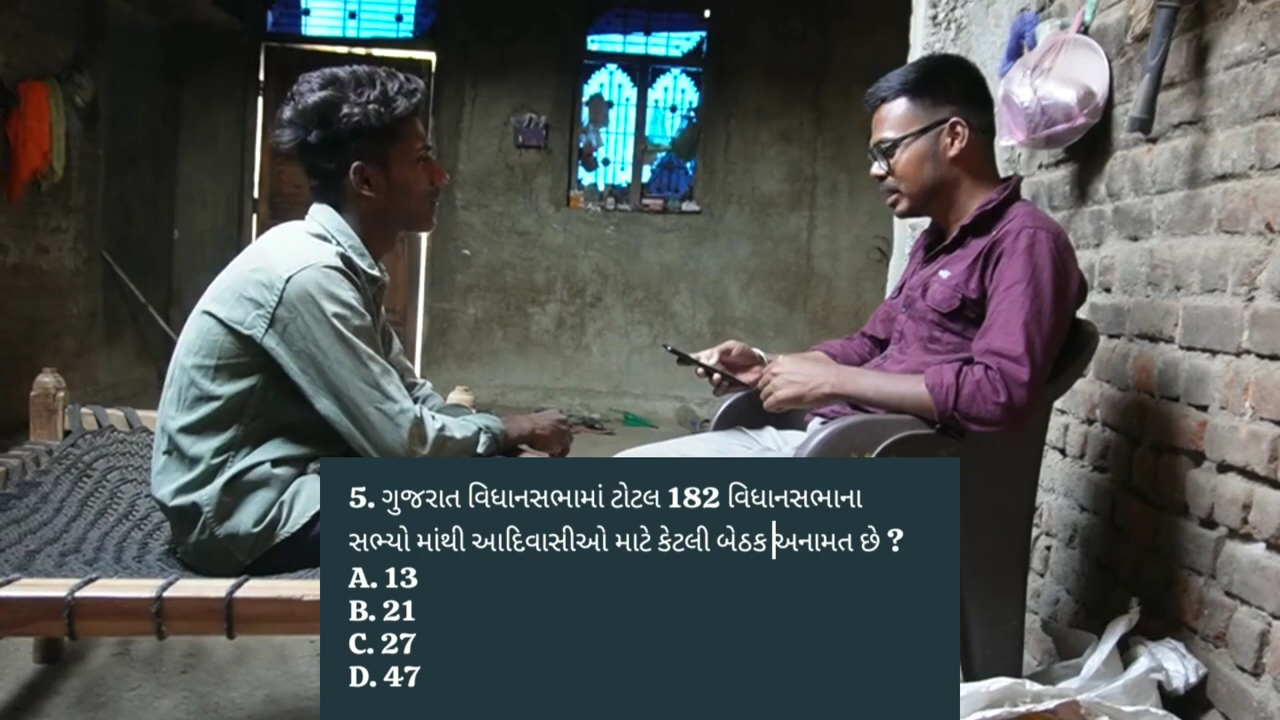 5. ગુજરાત વિધાનસભામાં ટોટલ 182 વિધાનસભાના
સભ્યો માંથી આદિવાસીઓ માટે કેટલી બેઠક અનામત છે ?
A. 13
B. 21
C. 27
D. 47